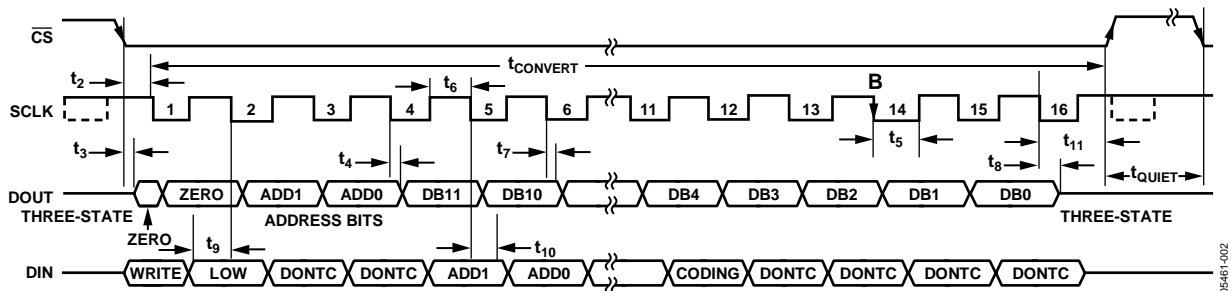 CS
t2
tCONVERT
t6
B
SCLK
1 2 3 4 5 6 11 12 13 14 15 16
t3
t4
t7
t5
t8
t11
tQUIET
DOUT
ZERO ADD1 ADD0 DB11 DB10 DB4 DB3 DB2 DB1 DB0
THREE-STATE
ADDRESS BITS
THREE-STATE
ZERO
t9
t10
DIN
WRITE LOW DONTC DONTC ADD1 ADD0 CODING DONTC DONTC DONTC DONTC
05461-002